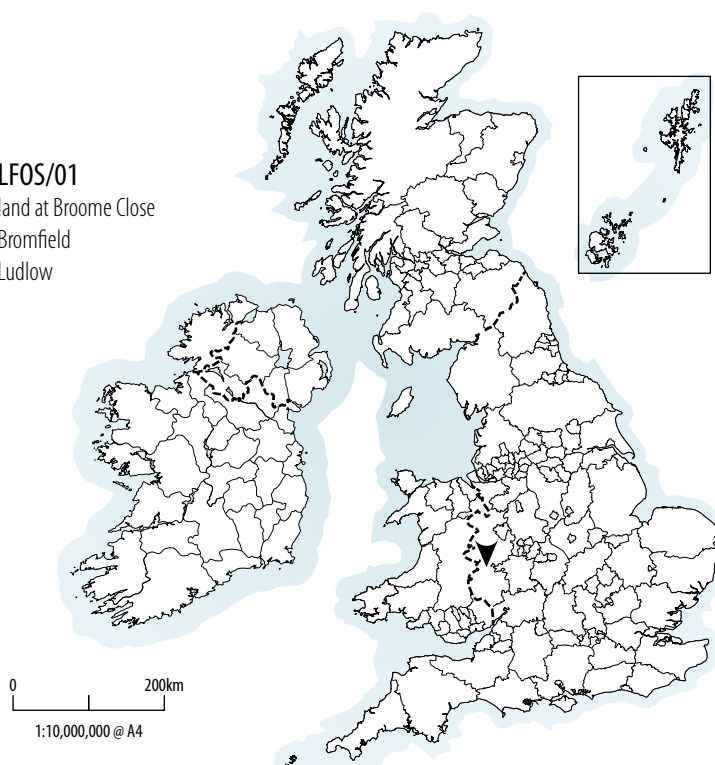 LFOS/01
land at Broome Close
Bromfield
Ludlow
0 200km
1:10,000,000 @ A4